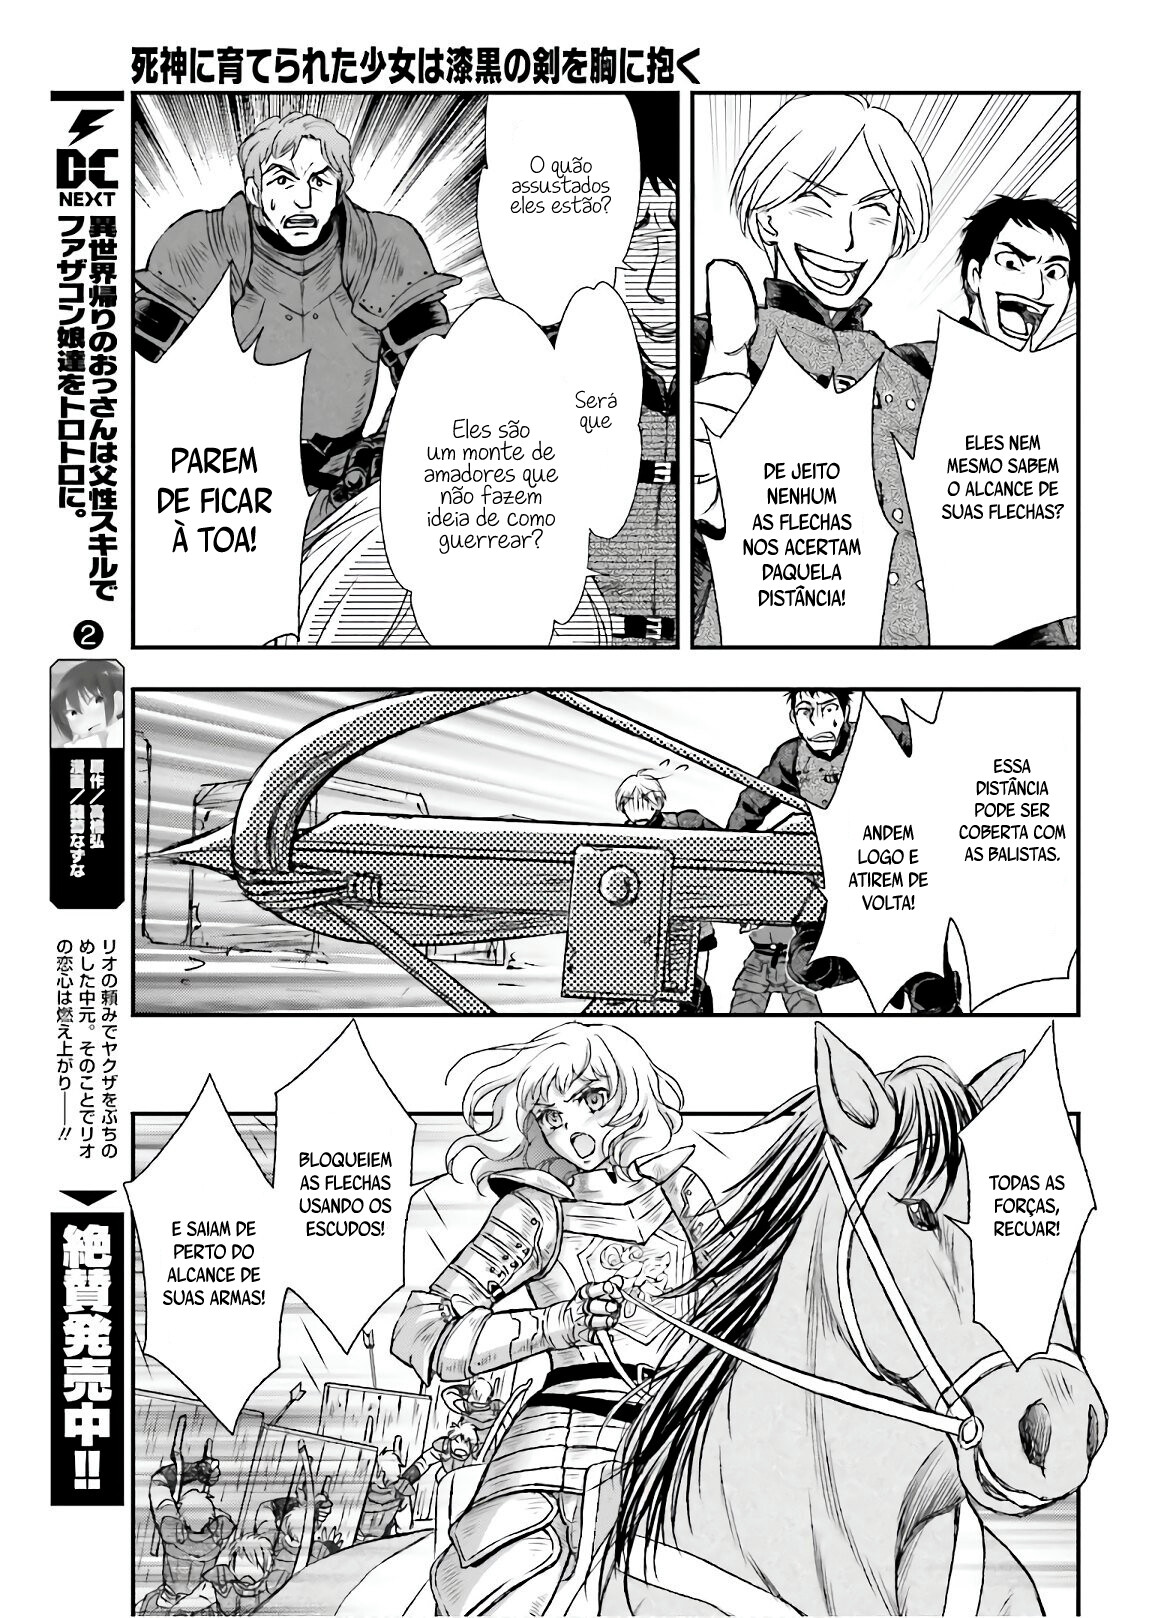 死神に育てられた少女は漆黒の剣を胸に抱く
ELES NEM
MESMO SABEM
O ALCANCE DE
SUAS FLECHAS?
DE JEITO
NENHUM
AS FLECHAS
NOS ACERTAM
DAQUELA
DISTÂNCIA!
O quão
assustados
eles estão?
Será
que
Eles são
um monte de
amadores que
não fazem
ideia de como
guerrear?
PAREM
DE FICAR
À TOA!
ESSA
DISTÂNCIA
PODE SER
COBERTA COM
AS BALISTAS.
ANDEM
LOGO E
ATIREM DE
VOLTA!
TODAS AS
FORÇAS,
RECUAR!
BLOQUEIEM
AS FLECHAS
USANDO OS
ESCUDOS!
E SAIAM DE
PERTO DO
ALCANCE DE
SUAS ARMAS!
DC
NEXT
異世界帰りのおっさんは父性スキルで
ファザコン娘達をトロトロに。
2
原作／高橋弘
漫画／
なずな
リオの頼みでヤクザをぶちの
めした中元。そのことでリオ
の恋心は燃え上がり——!!
絶賛発売中!!